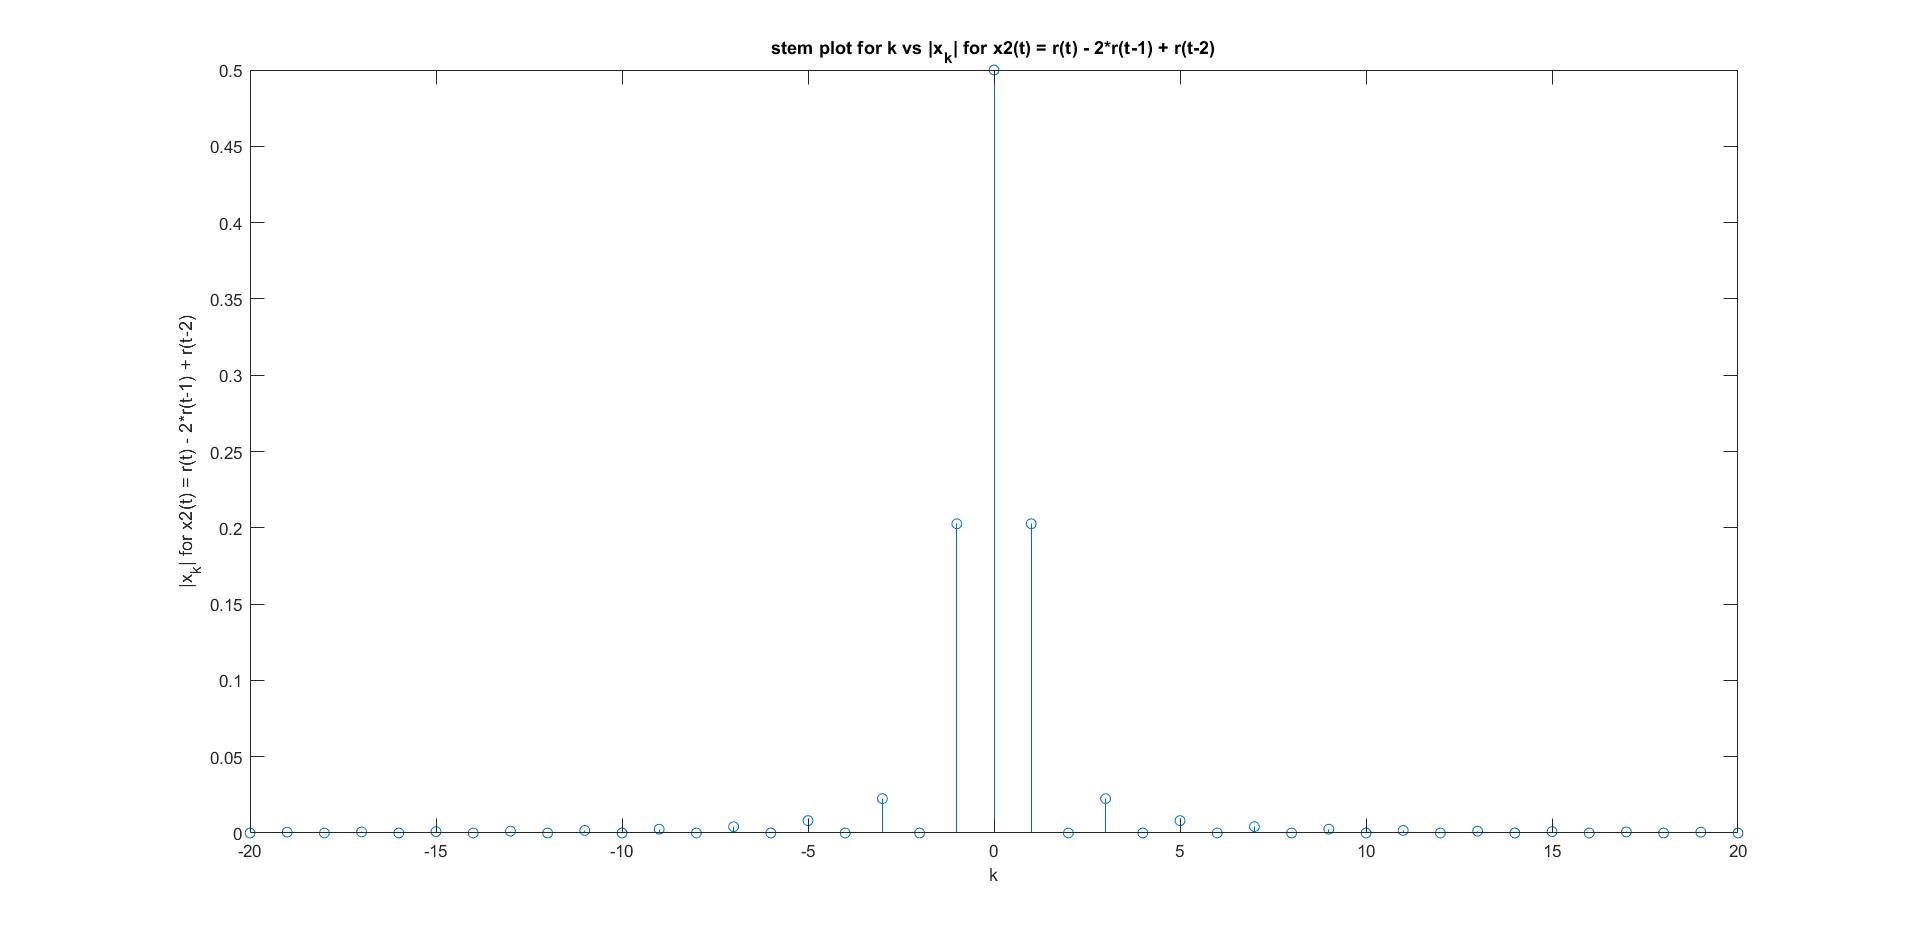 stem plot for k vs |x_k| for x2(t) = r(t) - 2*r(t-1) + r(t-2)
|x_k| for x2(t) = r(t) - 2*r(t-1) + r(t-2)
0.5
0.45
0.4
0.35
0.3
0.25
0.2
0.15
0.1
0.05
0
-20 -15 -10 -5 0 5 10 15 20
k